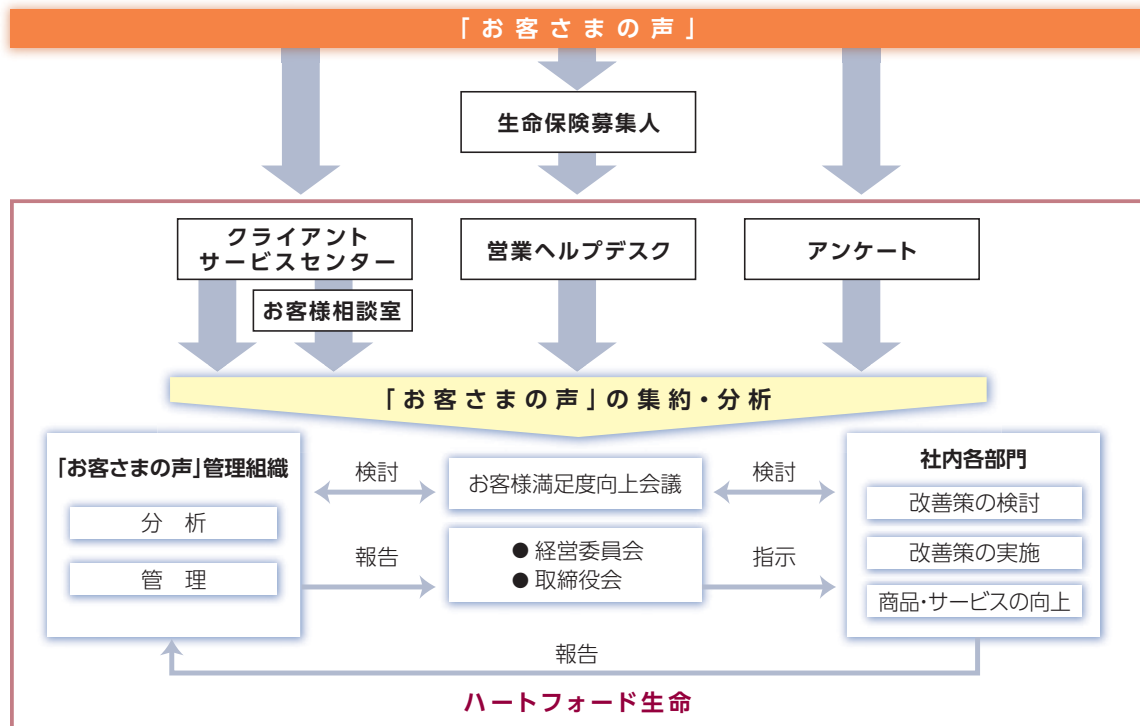 「お客さまの声」
生命保険募集人
クライアント
サービスセンター
営業ヘルプデスク
アンケート
お客様相談室
「お客さまの声」の集約・分析
「お客さまの声」管理組織
分 析
管 理
検討
報告
お客様満足度向上会議
● 経営委員会
● 取締役会
検討
指示
社内各部門
改善策の検討
改善策の実施
商品・サービスの向上
報告
ハートフォード生命